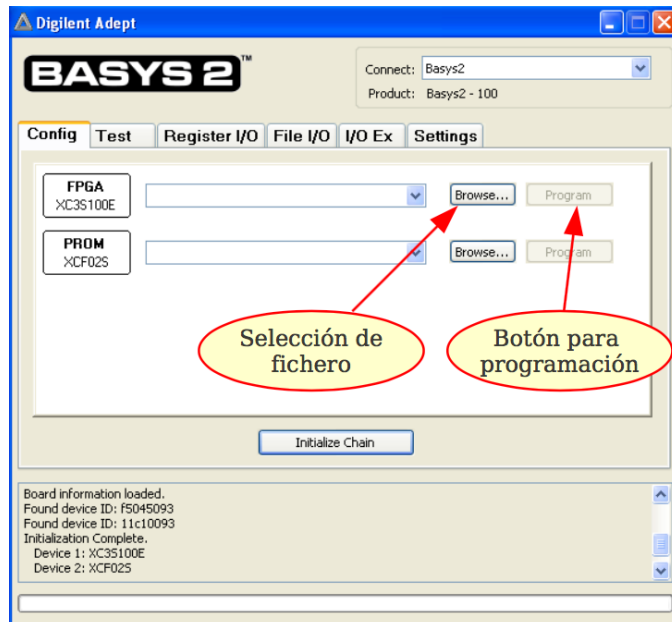 Digilent Adept
BASYS 2™
Connect: Basys2
Product: Basys2 - 100
Config Test Register I/O File I/O I/O Ex Settings
FPGA
XC3S100E
Browse... Program
PROM
XCF02S
Browse... Program
Selección de
fichero
Botón para
programación
Initialize Chain
Board information loaded.
Found device ID: f5045093
Found device ID: 11c10093
Initialization Complete.
Device 1: XC3S100E
Device 2: XCF02S